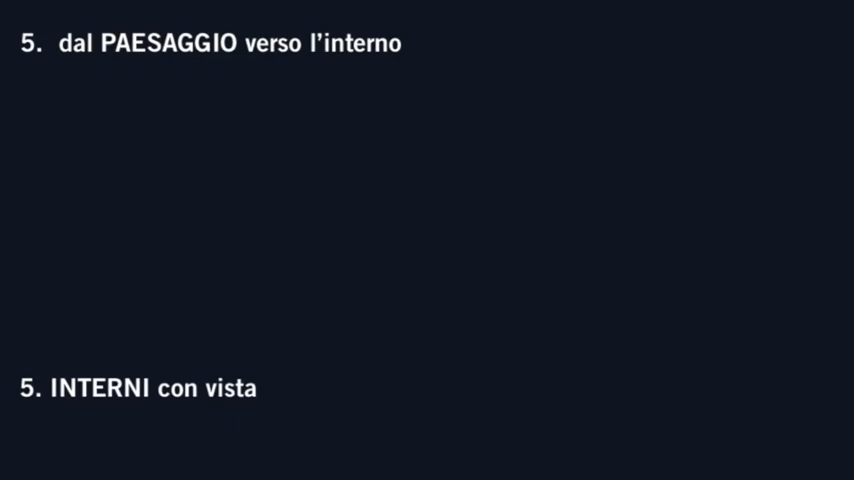 5. dal PAESAGGIO verso l’interno
5. INTERNI con vista